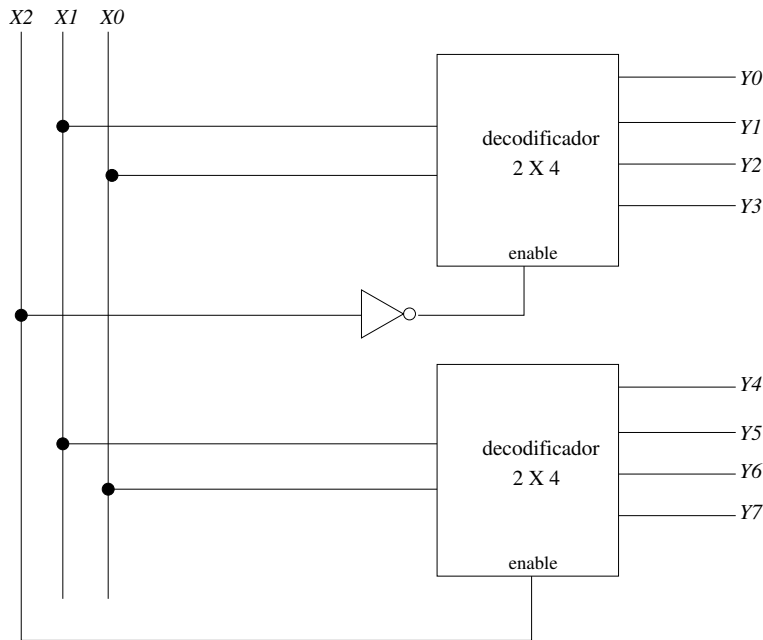 X2 X1 X0
Y0
decodificador
Y1
2 X 4
Y2
Y3
enable
Y4
decodificador
Y5
2 X 4
Y6
Y7
enable